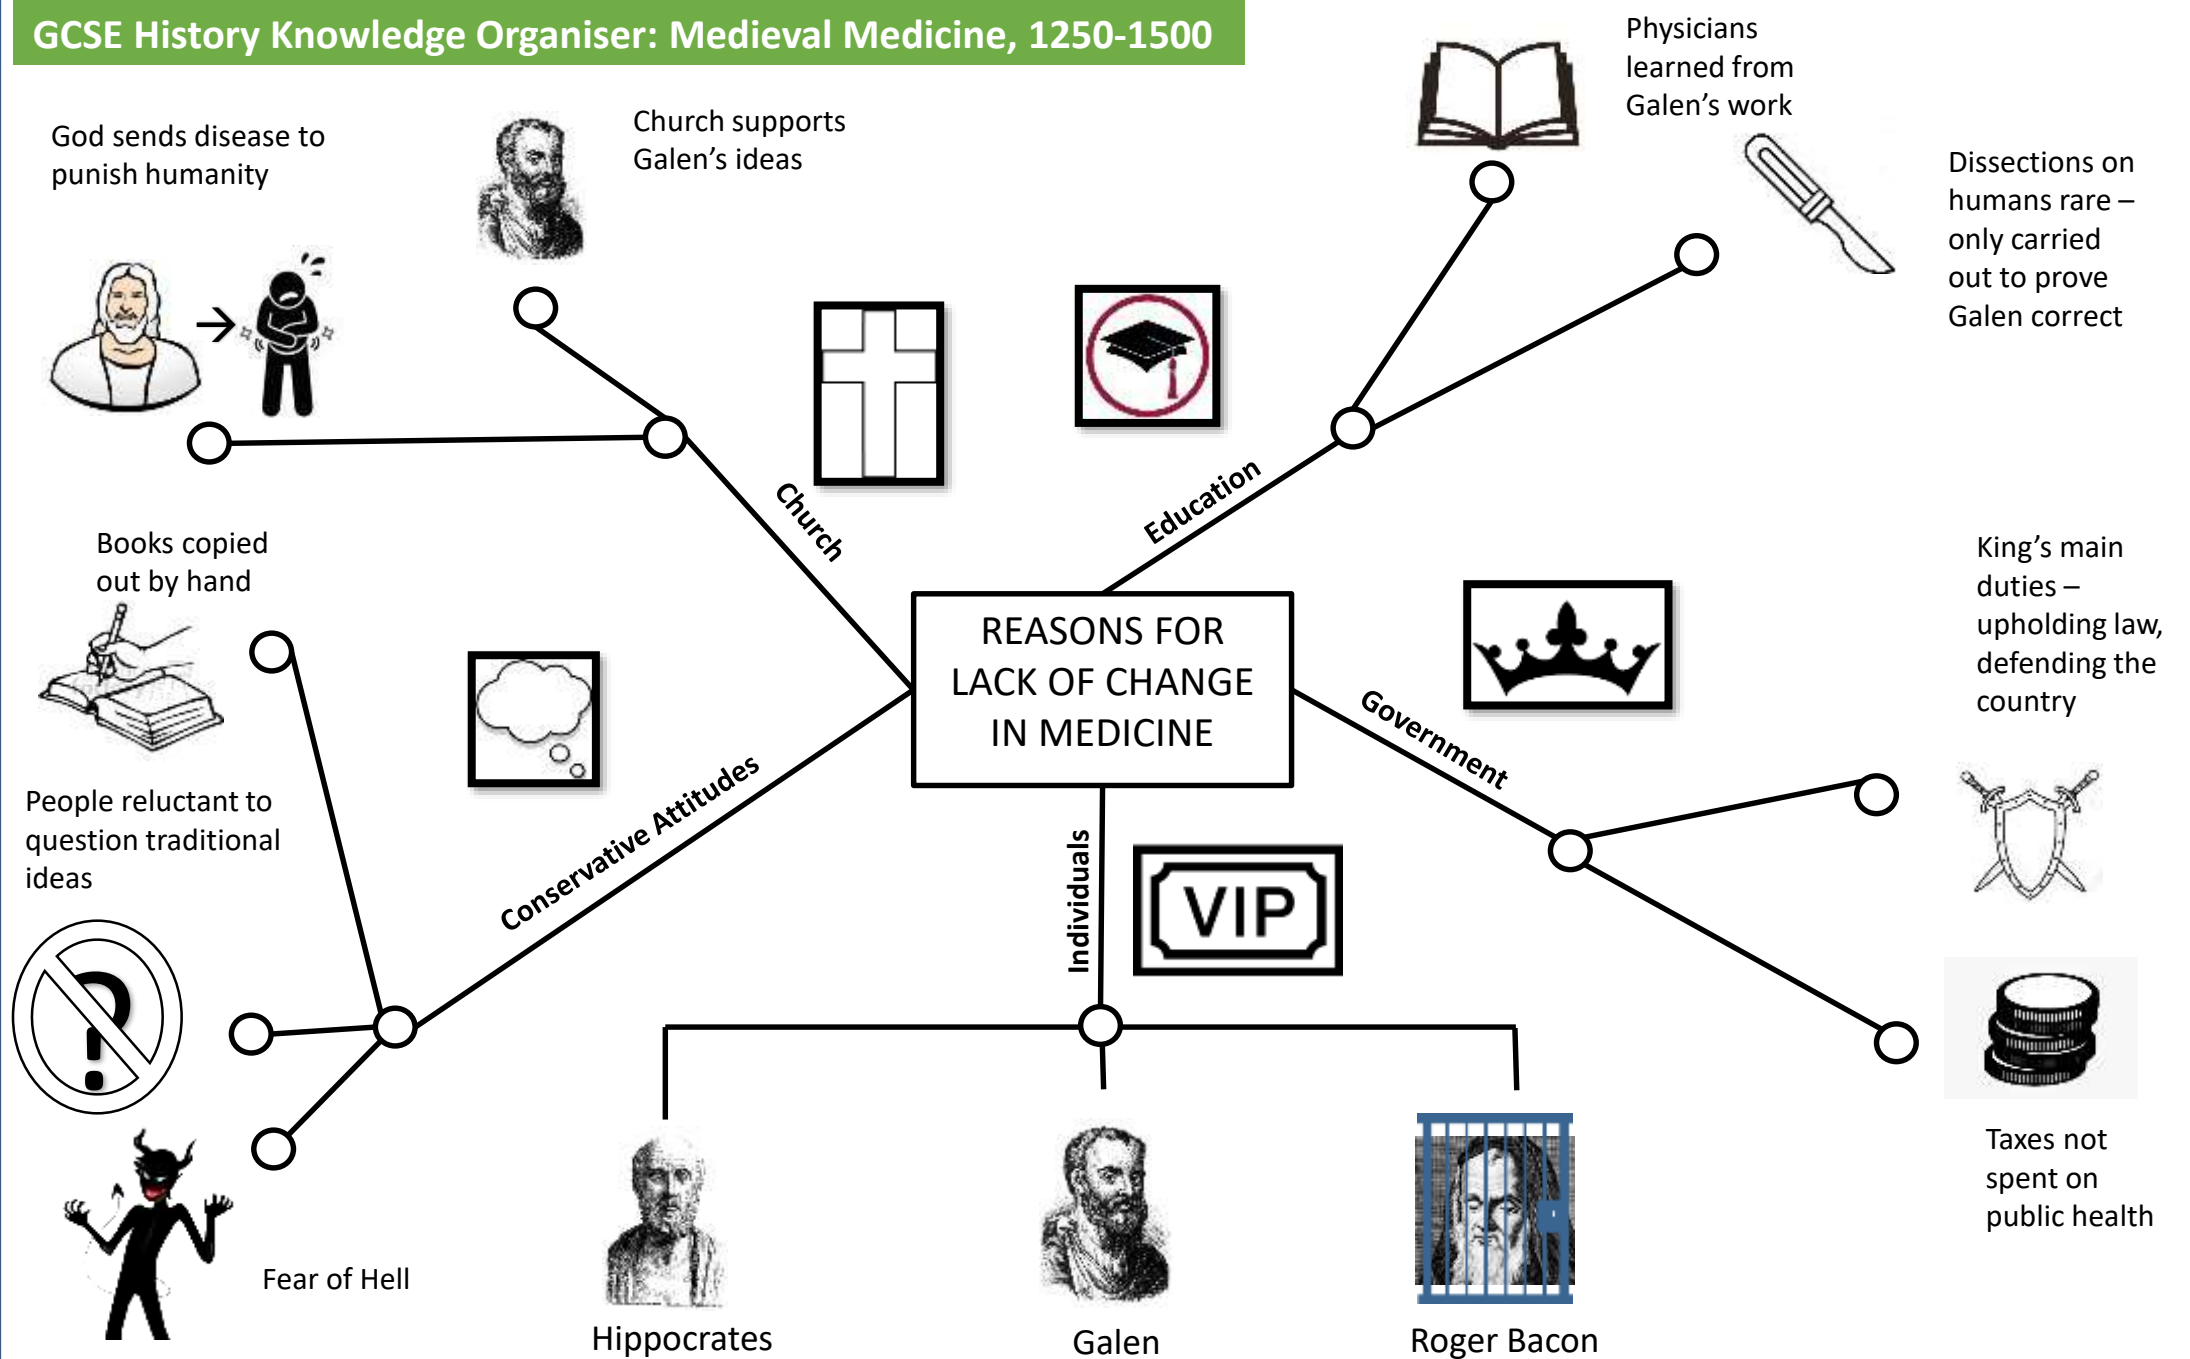 GCSE History Knowledge Organiser: Medieval Medicine, 1250-1500
God sends disease to
punish humanity
Church supports
Galen’s ideas
Physicians
learned from
Galen’s work
Dissections on
humans rare –
only carried
out to prove
Galen correct
Church
Education
Books copied
out by hand
REASONS FOR
LACK OF CHANGE
IN MEDICINE
King’s main
duties –
upholding law,
defending the
country
Government
People reluctant to
question traditional
ideas
Conservative Attitudes
Individuals
VIP
?
Taxes not
spent on
public health
Fear of Hell
Hippocrates
Galen
Roger Bacon